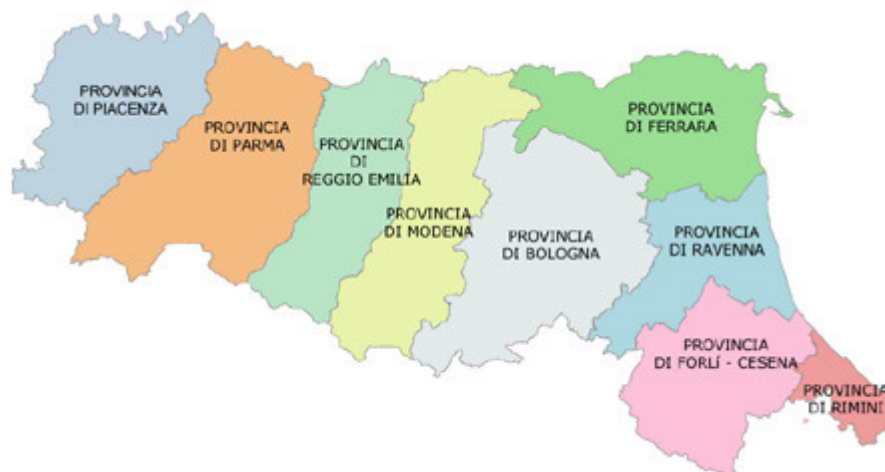 PROVINCIA
DI PIACENZA
PROVINCIA
DI PARMA
PROVINCIA
DI
REGGIO EMILIA
PROVINCIA
DI MODENA
PROVINCIA
DI BOLOGNA
PROVINCIA
DI FERRARA
PROVINCIA
DI RAVENNA
PROVINCIA
DI FORLÍ - CESENA
PROVINCIA
DI RIMINI